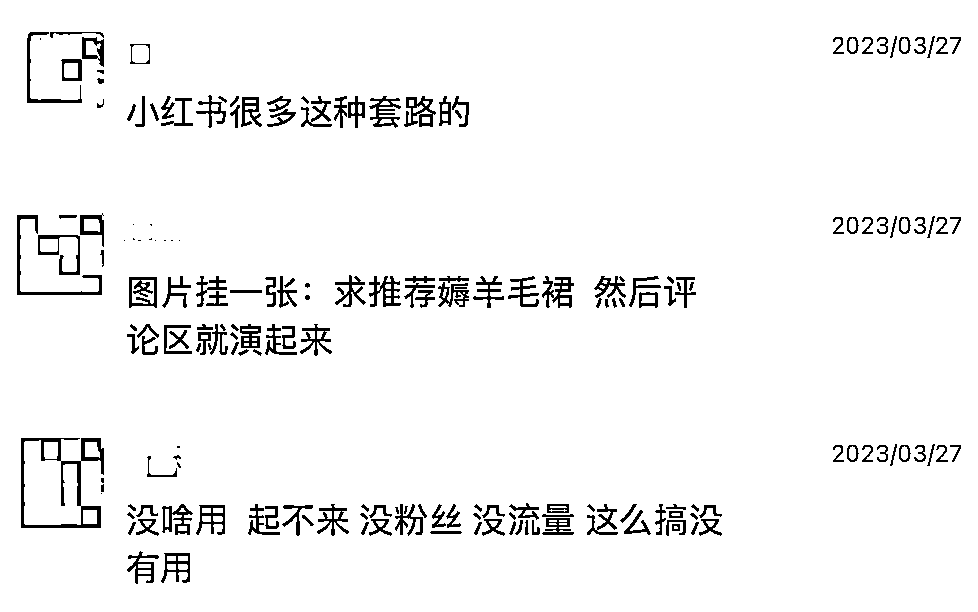 2023/03/27
小红书很多这种套路的
2023/03/27
图片挂一张：求推荐薅羊毛裙 然后评
论区就演起来
2023/03/27
没啥用 起不来 没粉丝 没流量 这么搞没
有用